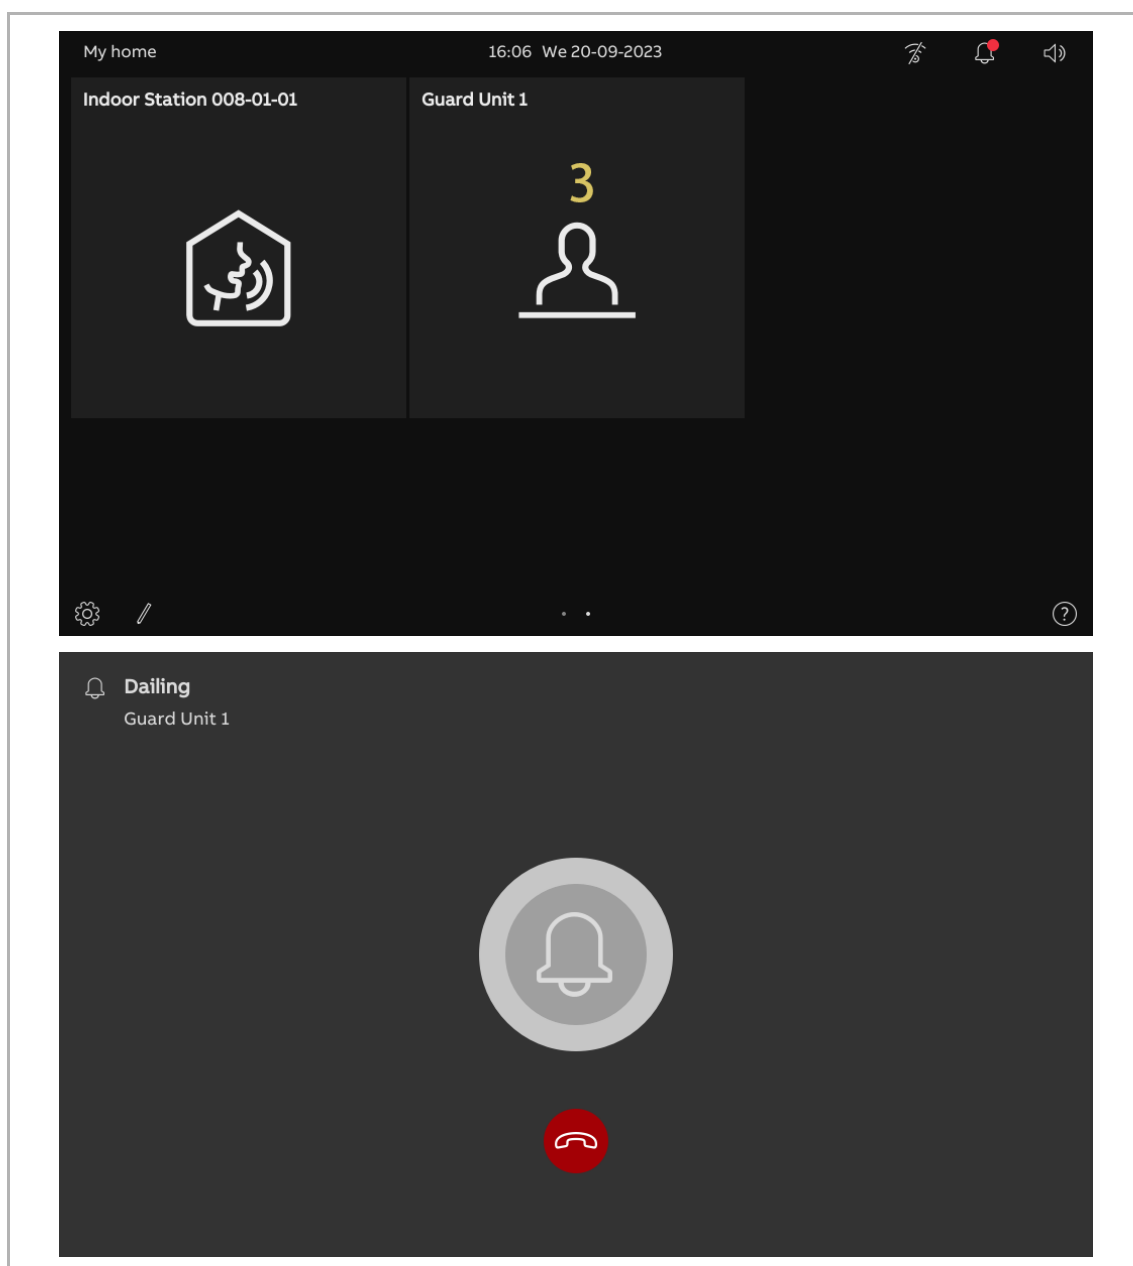 My home
16:06 We 20-09-2023
Indoor Station 008-01-01
Guard Unit 1
3
?
Dailing
Guard Unit 1